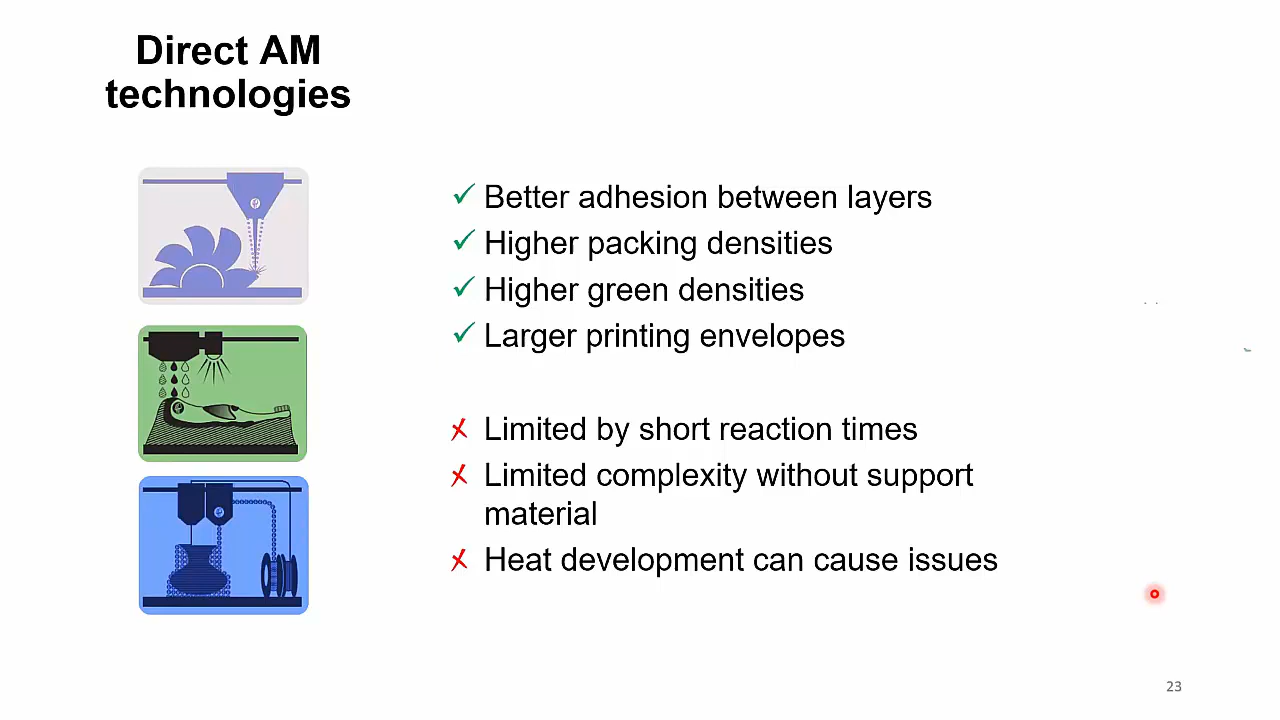 Direct AM
technologies
Better adhesion between layers
Higher packing densities
Higher green densities
Larger printing envelopes
Limited by short reaction times
Limited complexity without support
material
Heat development can cause issues
23